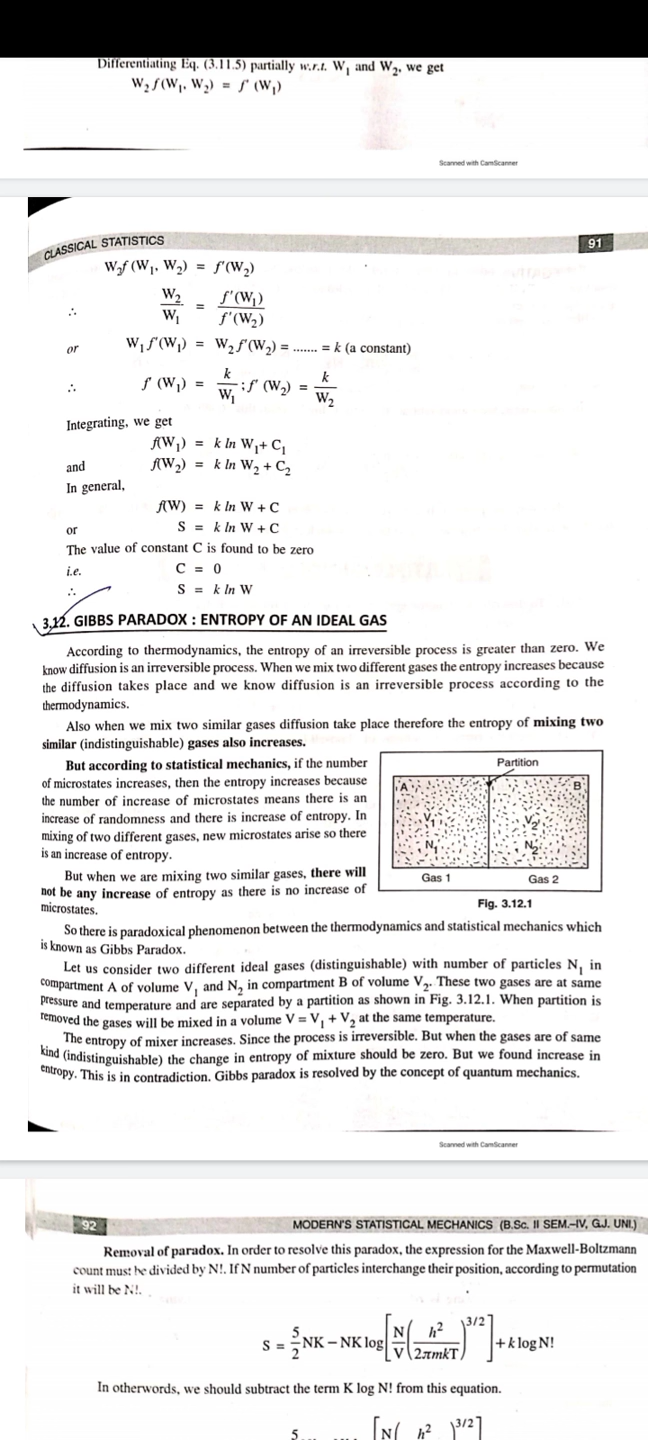 Differentiating Eq. (3.11.5) partially w.r.t. W₁ and W₂, we get
W₂ f (W₁, W₂) = f' (W₁)
Scanned with CamScanner
CLASSICAL STATISTICS 91
W₂f (W₁, W₂) = f'(W₂)
∴ W₂/W₁ = f'(W₁)/f'(W₂)
or W₁ f'(W₁) = W₂ f'(W₂) = ....... = k (a constant)
∴ f' (W₁) = k/W₁ ; f' (W₂) = k/W₂
Integrating, we get
f(W₁) = k ln W₁ + C₁
and f(W₂) = k ln W₂ + C₂
In general,
f(W) = k ln W + C
or S = k ln W + C
The value of constant C is found to be zero
i.e. C = 0
∴ S = k ln W
3.12. GIBBS PARADOX : ENTROPY OF AN IDEAL GAS
According to thermodynamics, the entropy of an irreversible process is greater than zero. We
know diffusion is an irreversible process. When we mix two different gases the entropy increases because
the diffusion takes place and we know diffusion is an irreversible process according to the
thermodynamics.
Also when we mix two similar gases diffusion take place therefore the entropy of mixing two
similar (indistinguishable) gases also increases.
But according to statistical mechanics, if the number
of microstates increases, then the entropy increases because
the number of increase of microstates means there is an
increase of randomness and there is increase of entropy. In
mixing of two different gases, new microstates arise so there
is an increase of entropy.
But when we are mixing two similar gases, there will
not be any increase of entropy as there is no increase of
microstates.
Partition
A B
V₁ V₂
N₁ N₂
Gas 1 Gas 2
Fig. 3.12.1
So there is paradoxical phenomenon between the thermodynamics and statistical mechanics which
is known as Gibbs Paradox.
Let us consider two different ideal gases (distinguishable) with number of particles N₁ in
compartment A of volume V₁ and N₂ in compartment B of volume V₂. These two gases are at same
pressure and temperature and are separated by a partition as shown in Fig. 3.12.1. When partition is
removed the gases will be mixed in a volume V = V₁ + V₂ at the same temperature.
The entropy of mixer increases. Since the process is irreversible. But when the gases are of same
kind (indistinguishable) the change in entropy of mixture should be zero. But we found increase in
entropy. This is in contradiction. Gibbs paradox is resolved by the concept of quantum mechanics.
Scanned with CamScanner
92 MODERN'S STATISTICAL MECHANICS (B.Sc. II SEM.–IV, G.J. UNI.)
Removal of paradox. In order to resolve this paradox, the expression for the Maxwell-Boltzmann
count must be divided by N!. If N number of particles interchange their position, according to permutation
it will be N!.
S = 5/2 NK – NK log [N/V (h²/2πmkT)^3/2] + k log N!
In otherwords, we should subtract the term K log N! from this equation.